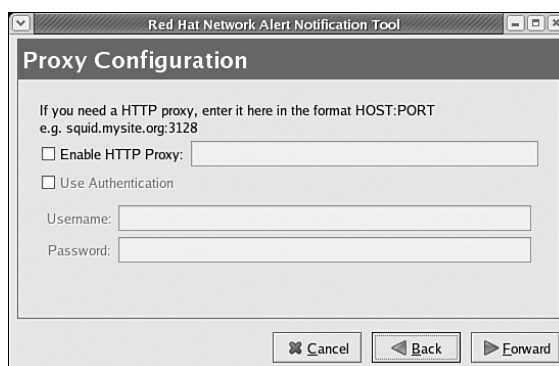 Red Hat Network Alert Notification Tool
Proxy Configuration
If you need a HTTP proxy, enter it here in the format HOST:PORT
e.g. squid.mysite.org:3128
Enable HTTP Proxy:
Use Authentication
Username:
Password:
Cancel Back Forward